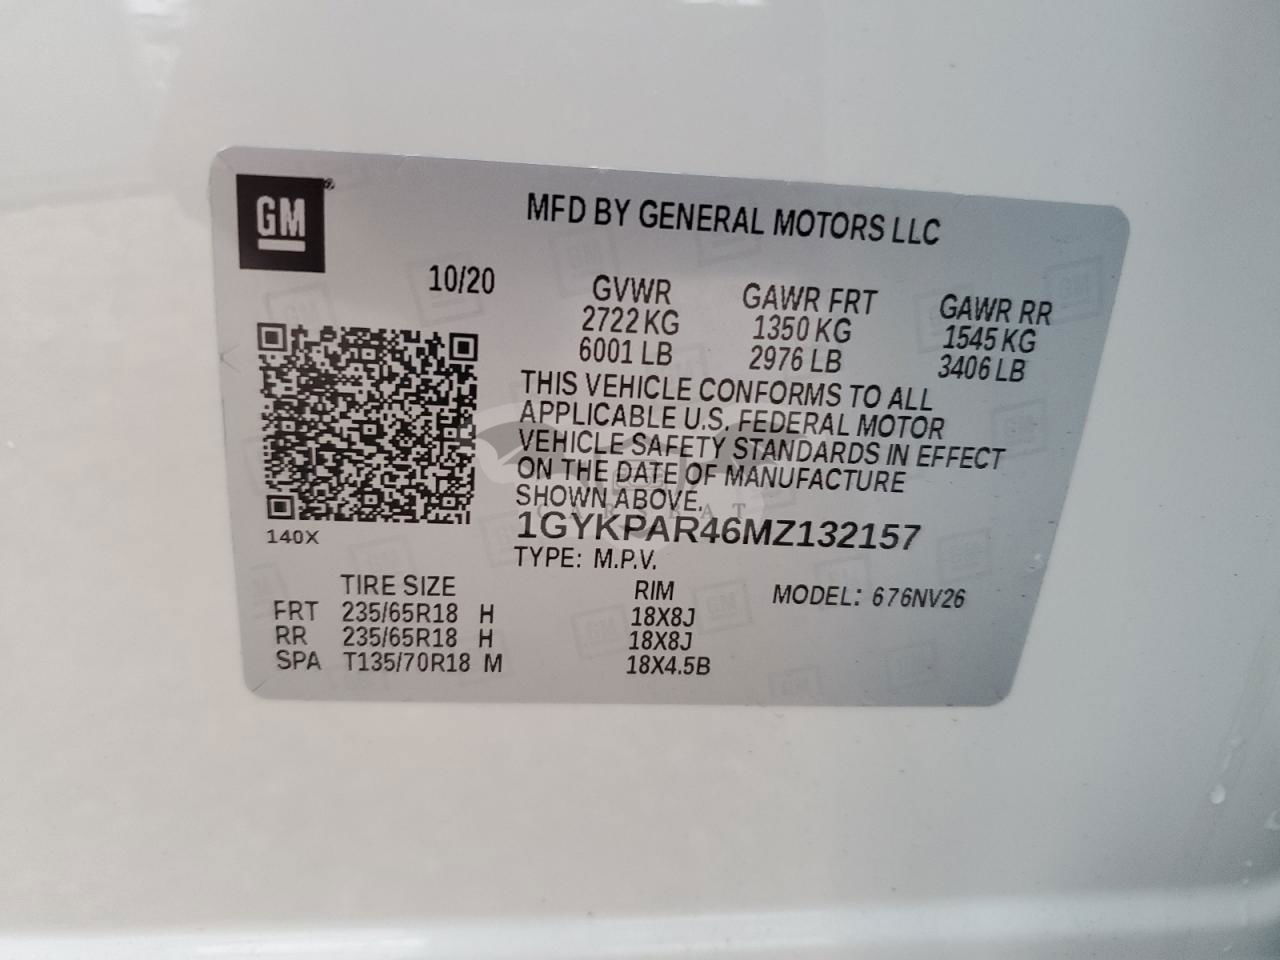 GM
MFD BY GENERAL MOTORS LLC
10/20
GVWR GAWR FRT GAWR RR
2722 KG 1350 KG 1545 KG
6001 LB 2976 LB 3406 LB
THIS VEHICLE CONFORMS TO ALL
APPLICABLE U.S. FEDERAL MOTOR
VEHICLE SAFETY STANDARDS IN EFFECT
ON THE DATE OF MANUFACTURE
SHOWN ABOVE.
1GYKPAR46MZ132157
140X
TYPE: M.P.V.
TIRE SIZE RIM MODEL: 676NV26
FRT 235/65R18 H 18X8J
RR 235/65R18 H 18X8J
SPA T135/70R18 M 18X4.5B